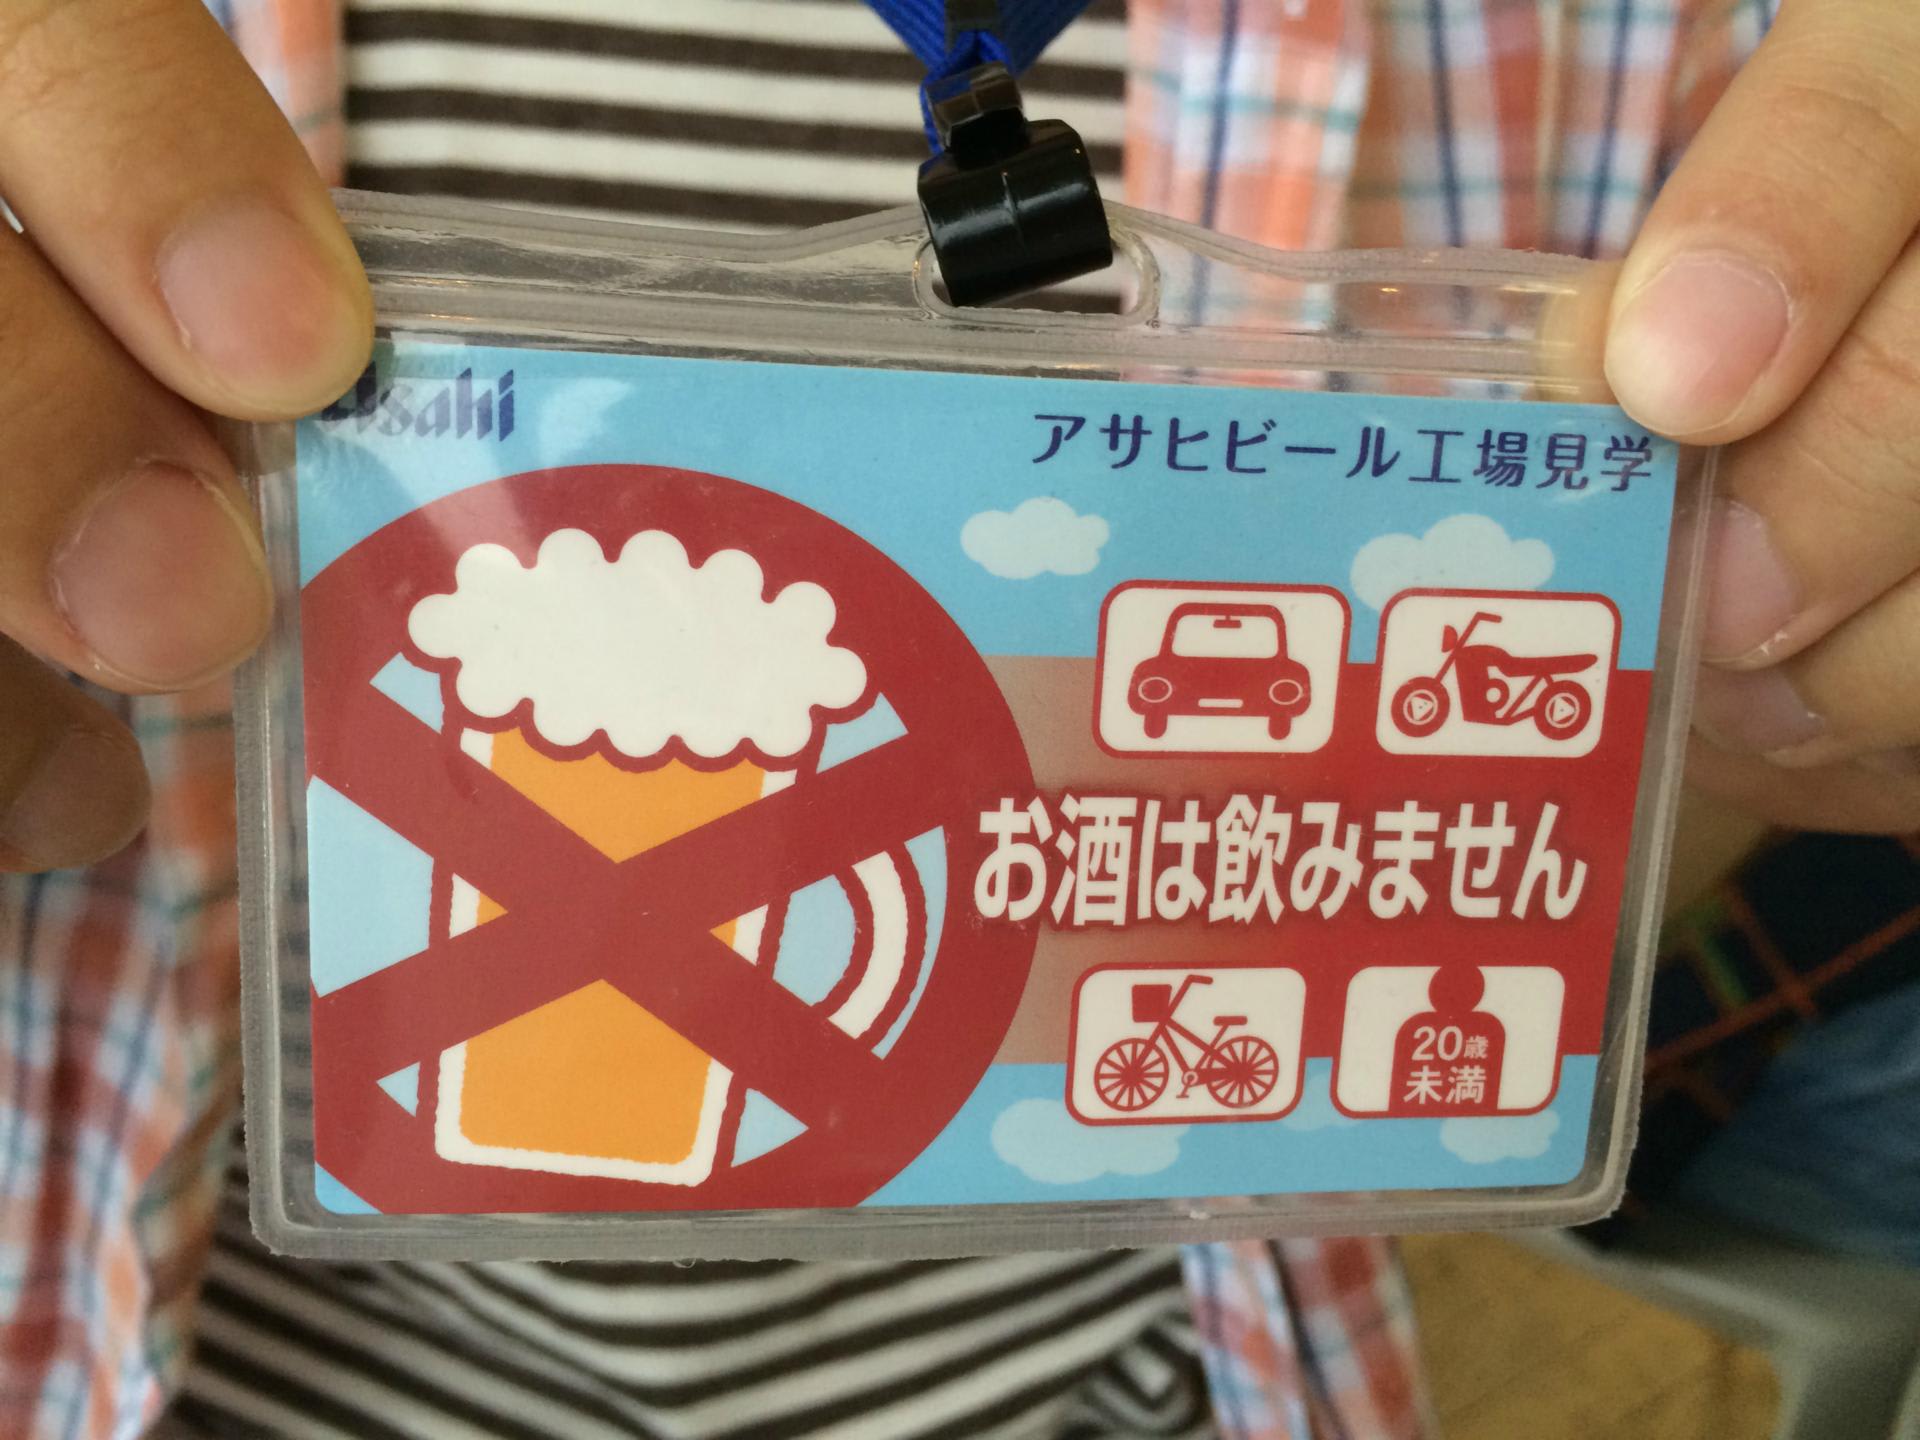 Asahi
アサヒビール工場見学
お酒は飲みません
20歳
未満